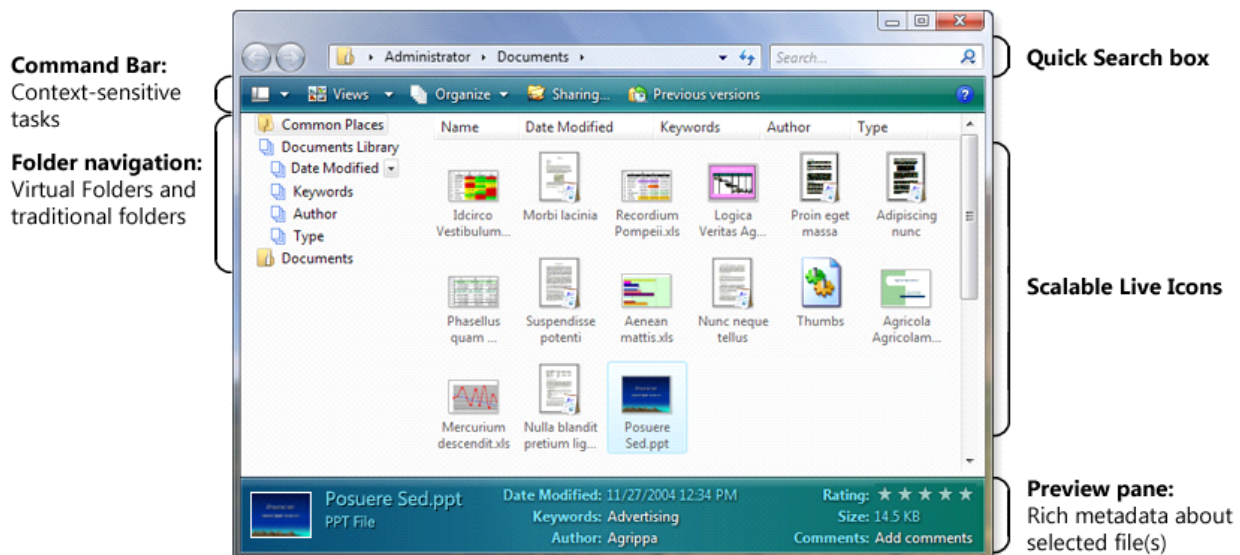 Command Bar:
Context-sensitive
tasks
Folder navigation:
Virtual Folders and
traditional folders
Administrator
Documents
Search...
Views
Organize
Sharing...
Previous versions
?
Common Places
Documents Library
Date Modified
Keywords
Author
Type
Documents
Name Date Modified Keywords Author Type
Idcirco
Vestibulum...
Morbi lacinia
Recordium
Pompeii.xls
Logica
Veritas Ag...
Proin eget
massa
Adipiscing
nunc
Phasellus
quam ...
Suspendisse
potenti
Aenean
mattis.xls
Nunc neque
tellus
Thumbs
Agricola
Agricolam...
Mercurium
descendit.xls
Nulla blandit
pretium lig...
Posuere
Sed.ppt
Posuere Sed.ppt
PPT File
Date Modified: 11/27/2004 12:34 PM
Keywords: Advertising
Author: Agrippa
Rating:
Size: 14.5 KB
Comments: Add comments
Quick Search box
Scalable Live Icons
Preview pane:
Rich metadata about
selected file(s)